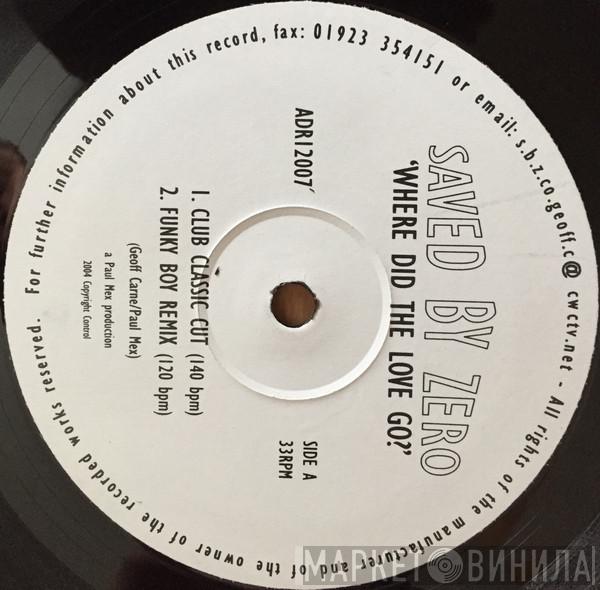 SAVED BY ZERO
'WHERE DID THE LOVE GO?'
ADR12007
SIDE A
33RPM
1. CLUB CLASSIC CUT (140 bpm)
2. FUNKY BOY REMIX (120 bpm)
(Geoff Carne/Paul Mex)
a Paul Mex production
2004 Copyright Control
For further information about this record, fax: 01923 354151 or email: s.b.z.co.geoff.c@cwctv.net - All rights of the manufacturer and of the owner of the recorded works reserved.
МАРКЕТ ВИНИЛА